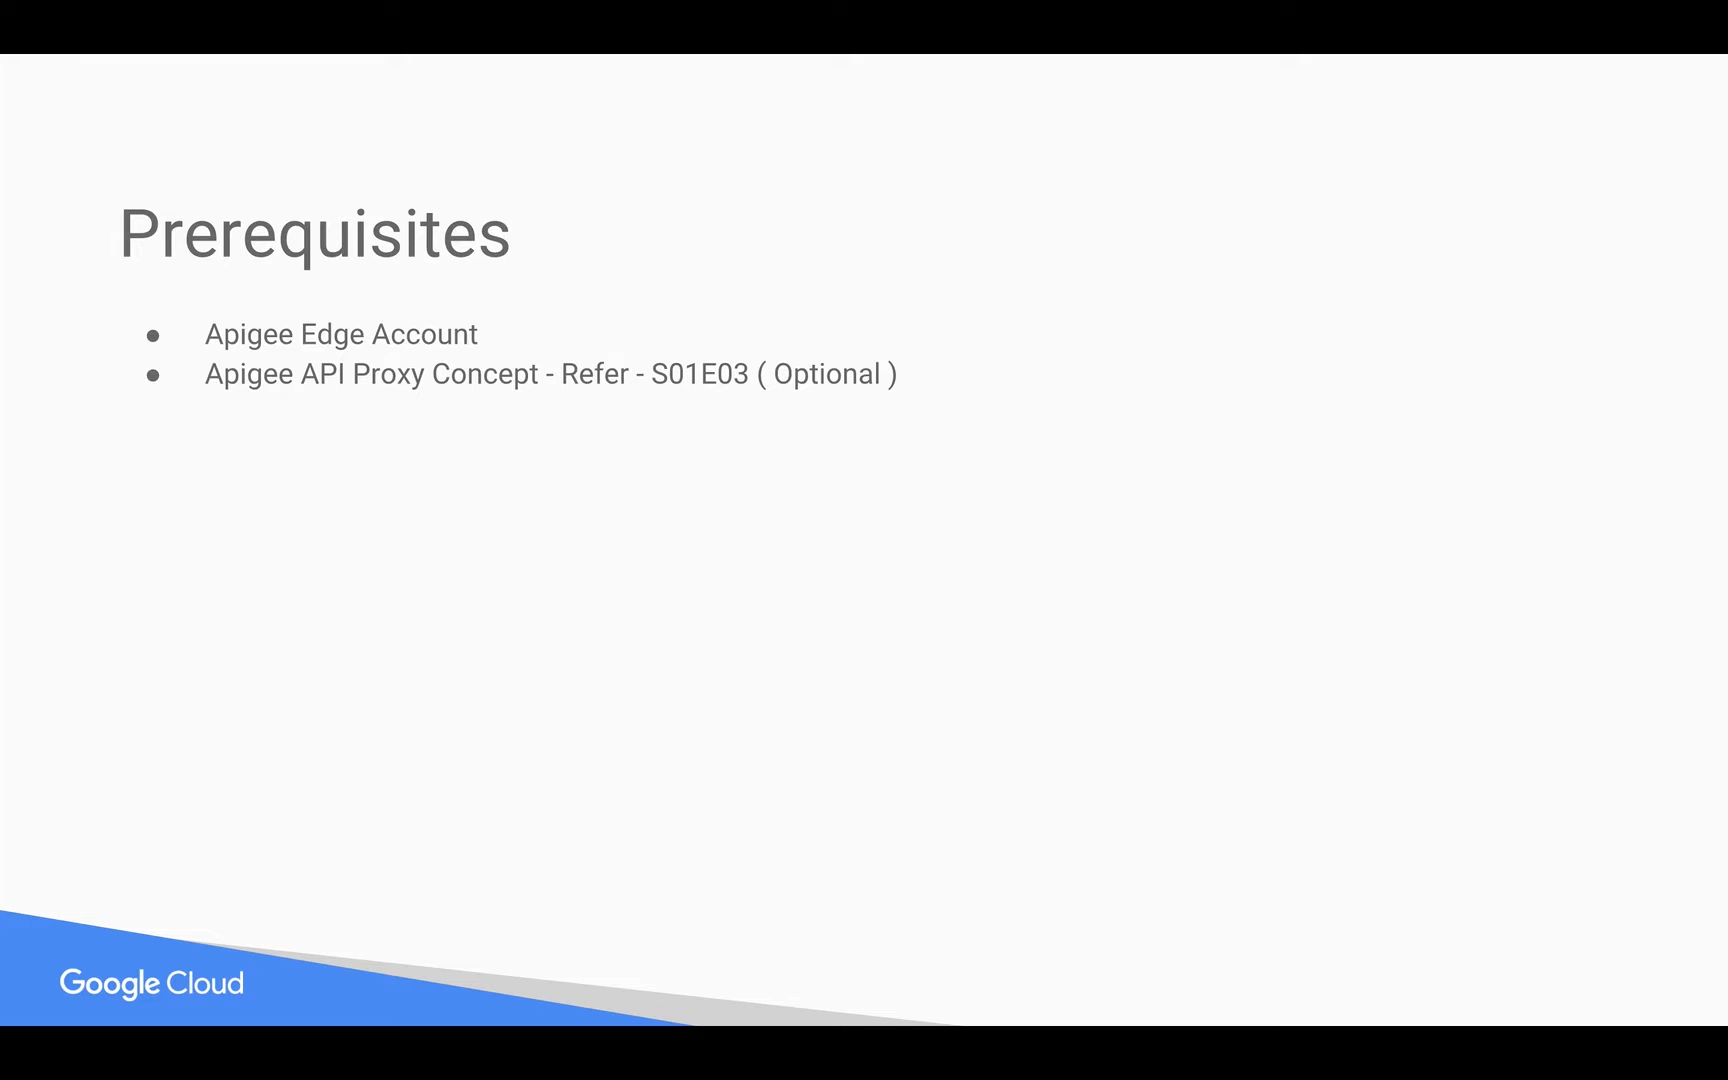 Prerequisites
● Apigee Edge Account
● Apigee API Proxy Concept - Refer - S01E03 ( Optional )
Google Cloud